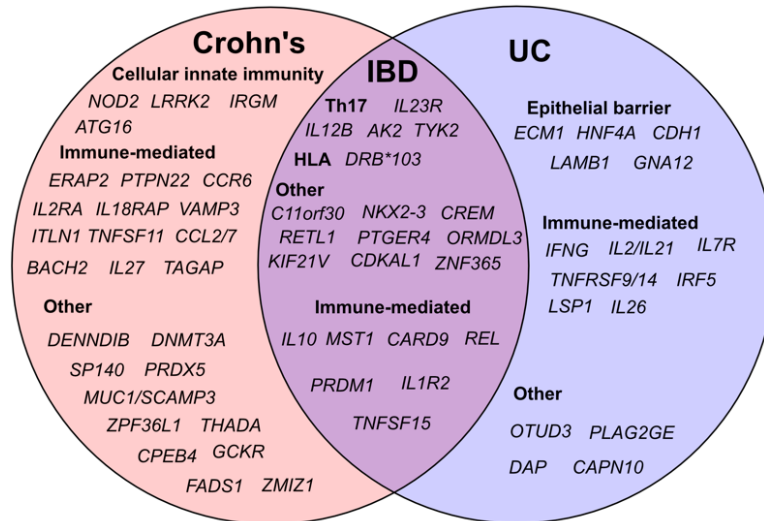 Crohn's
Cellular innate immunity
NOD2 LRRK2 IRGM
ATG16
Immune-mediated
ERAP2 PTPN22 CCR6
IL2RA IL18RAP VAMP3
ITLN1 TNFSF11 CCL2/7
BACH2 IL27 TAGAP
Other
DENNDIB DNMT3A
SP140 PRDX5
MUC1/SCAMP3
ZPF36L1 THADA
CPEB4 GCKR
FADS1 ZMIZ1
IBD
Th17 IL23R
IL12B AK2 TYK2
HLA DRB*103
Other
C11orf30 NKX2-3 CREM
RETL1 PTGER4 ORMDL3
KIF21V CDKAL1 ZNF365
Immune-mediated
IL10 MST1 CARD9 REL
PRDM1 IL1R2
TNFSF15
UC
Epithelial barrier
ECM1 HNF4A CDH1
LAMB1 GNA12
Immune-mediated
IFNG IL2/IL21 IL7R
TNFRSF9/14 IRF5
LSP1 IL26
Other
OTUD3 PLAG2GE
DAP CAPN10